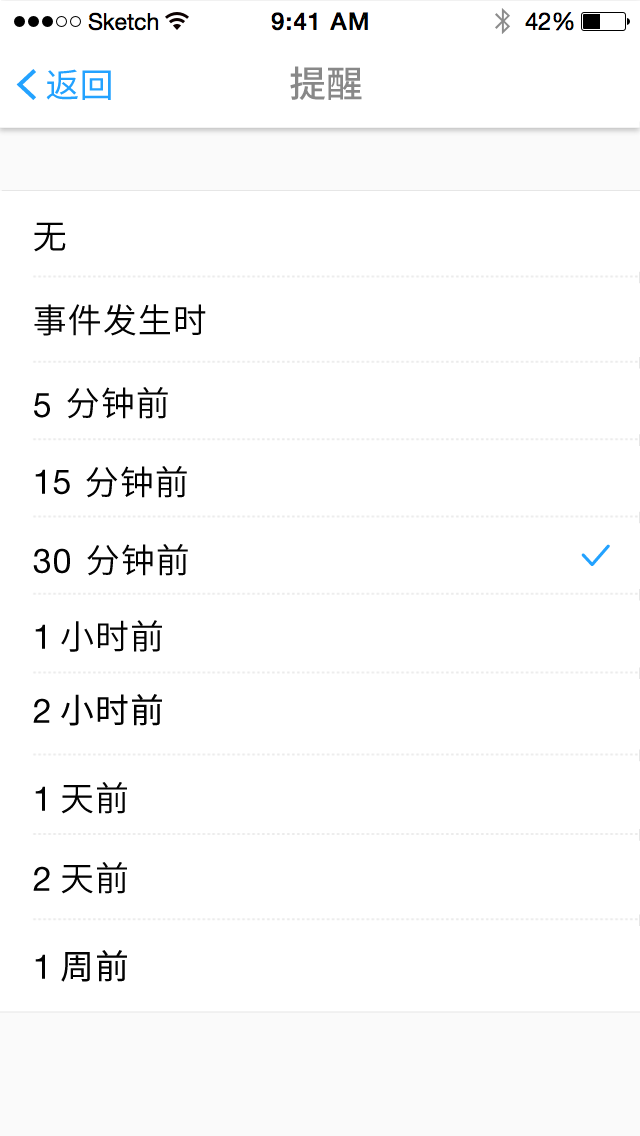 Sketch 9:41 AM 42%
返回 提醒
无
事件发生时
5 分钟前
15 分钟前
30 分钟前
1 小时前
2 小时前
1 天前
2 天前
1 周前